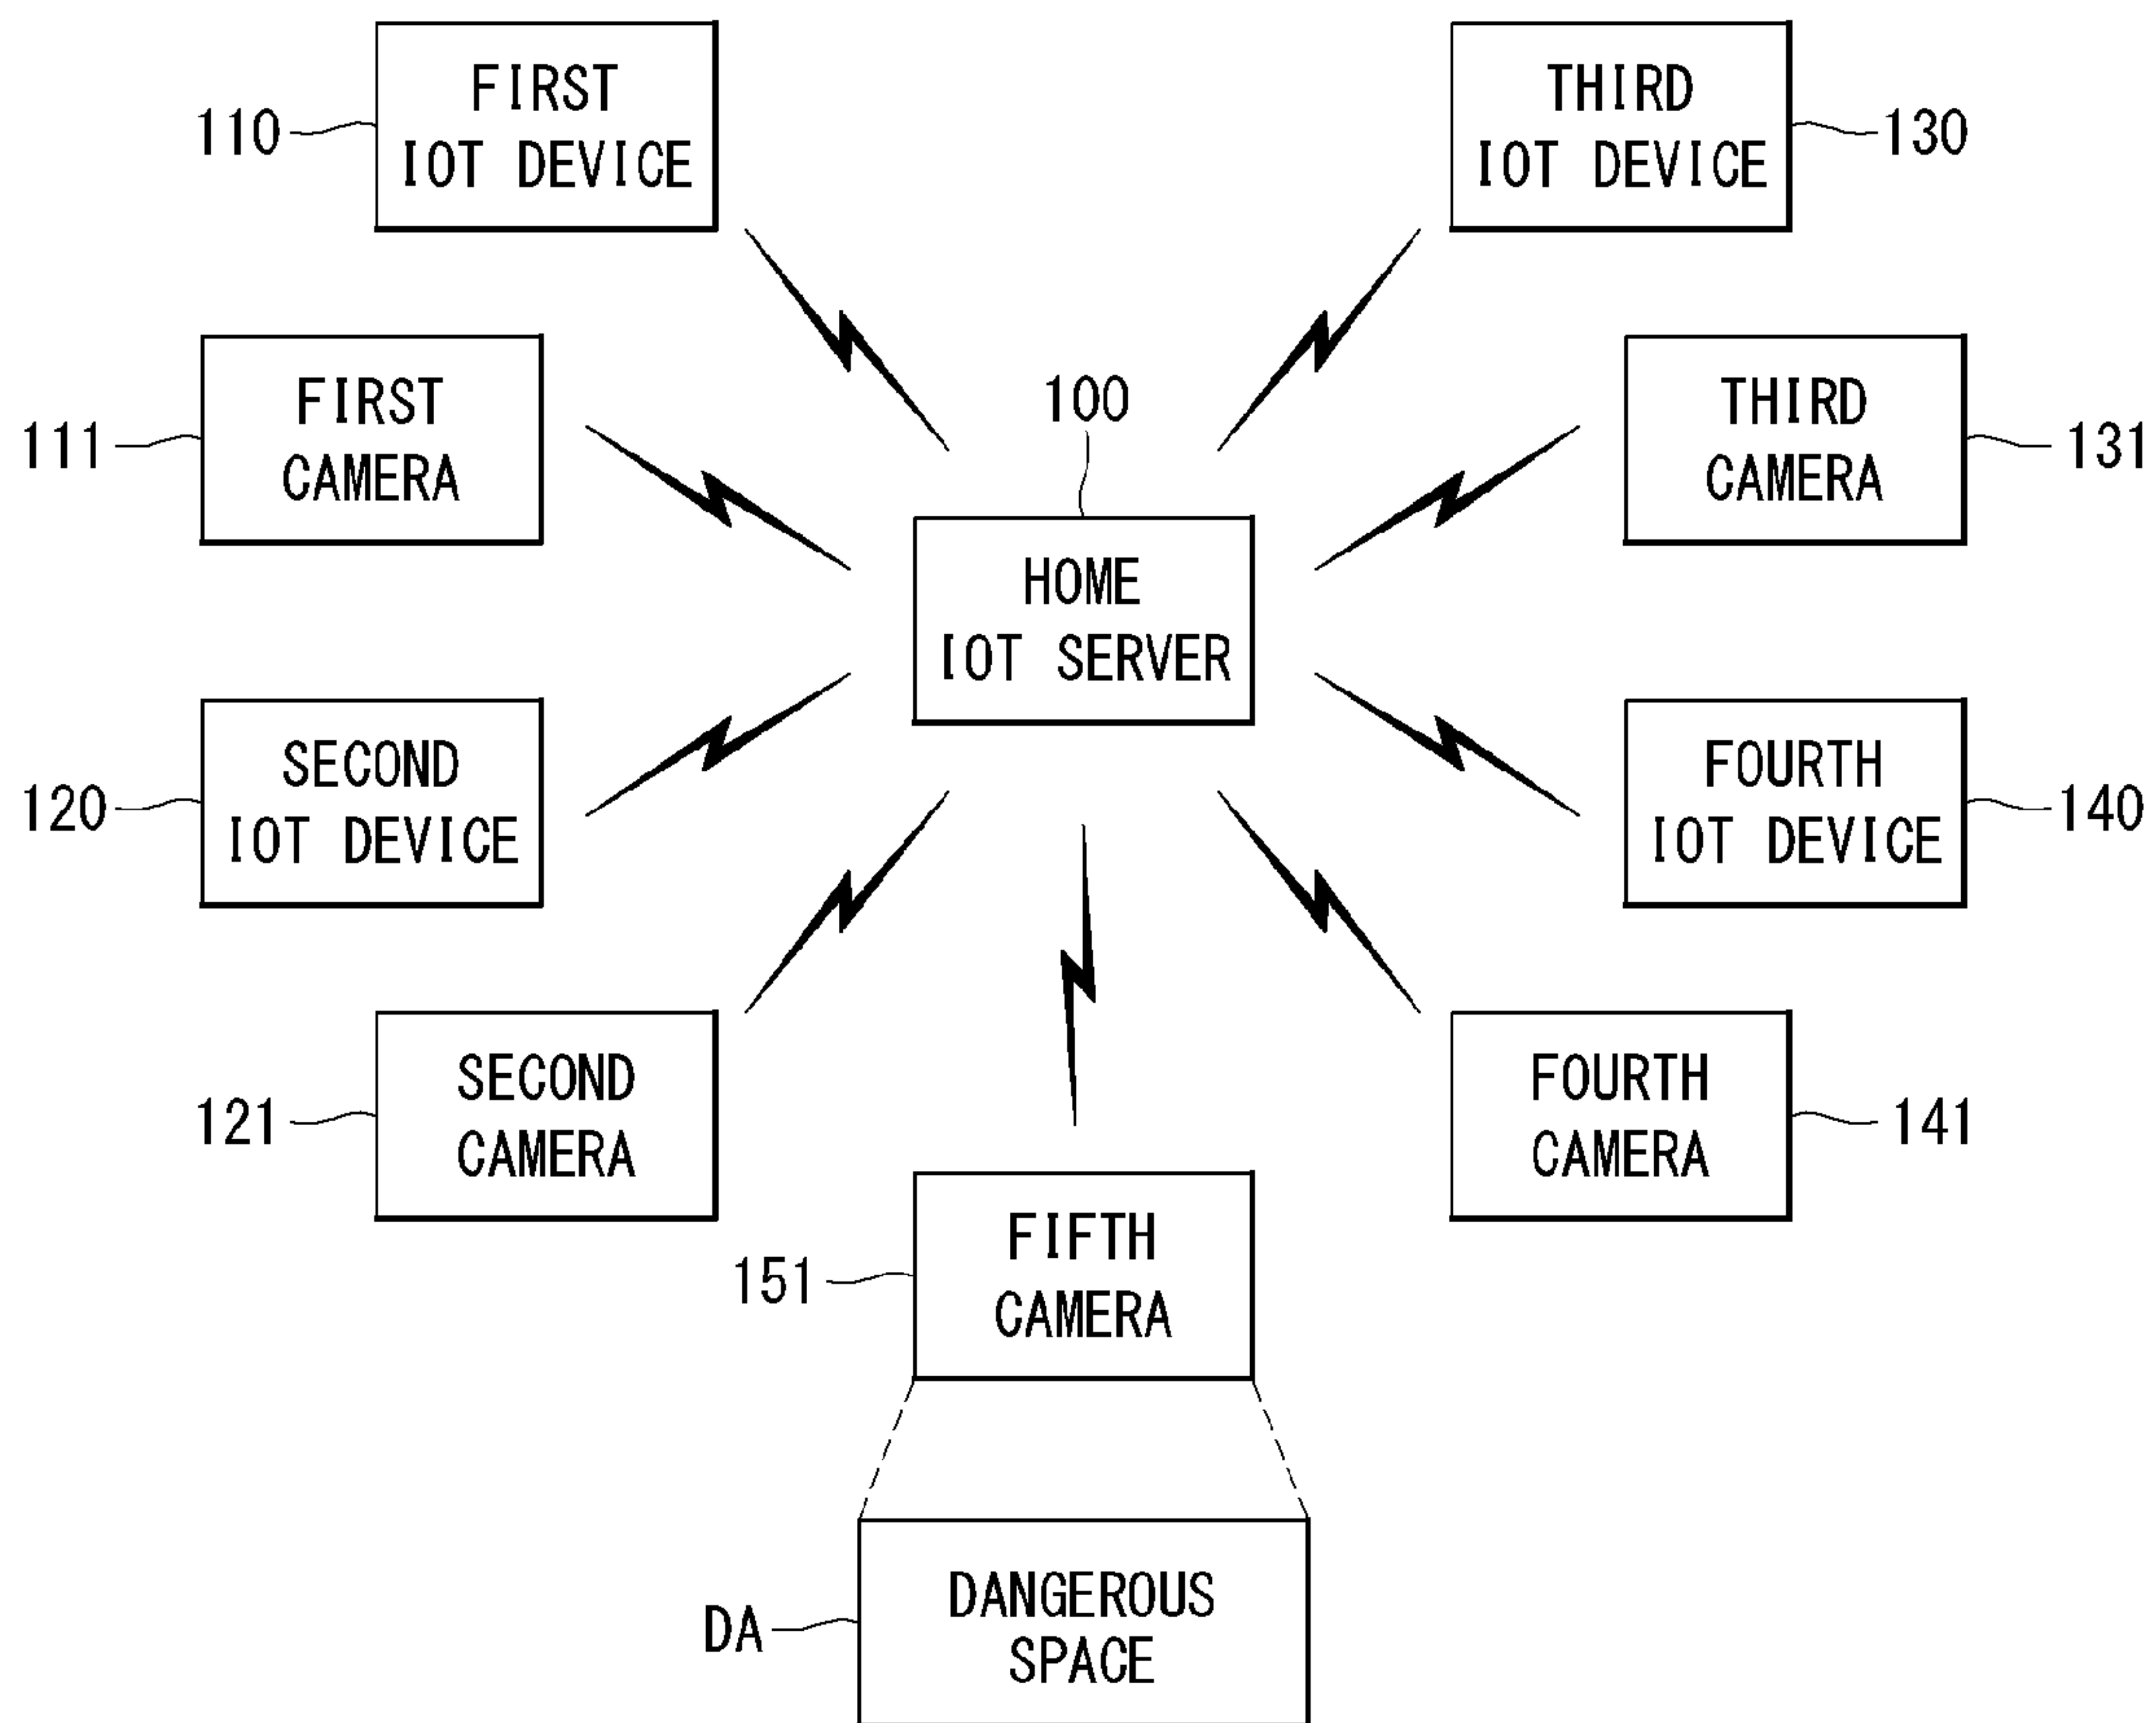 FIRST
IOT DEVICE
110
THIRD
IOT DEVICE
130
FIRST
CAMERA
111
100
THIRD
CAMERA
131
HOME
IOT SERVER
SECOND
IOT DEVICE
120
FOURTH
IOT DEVICE
140
SECOND
CAMERA
121
FOURTH
CAMERA
141
FIFTH
CAMERA
151
DANGEROUS
SPACE
DA